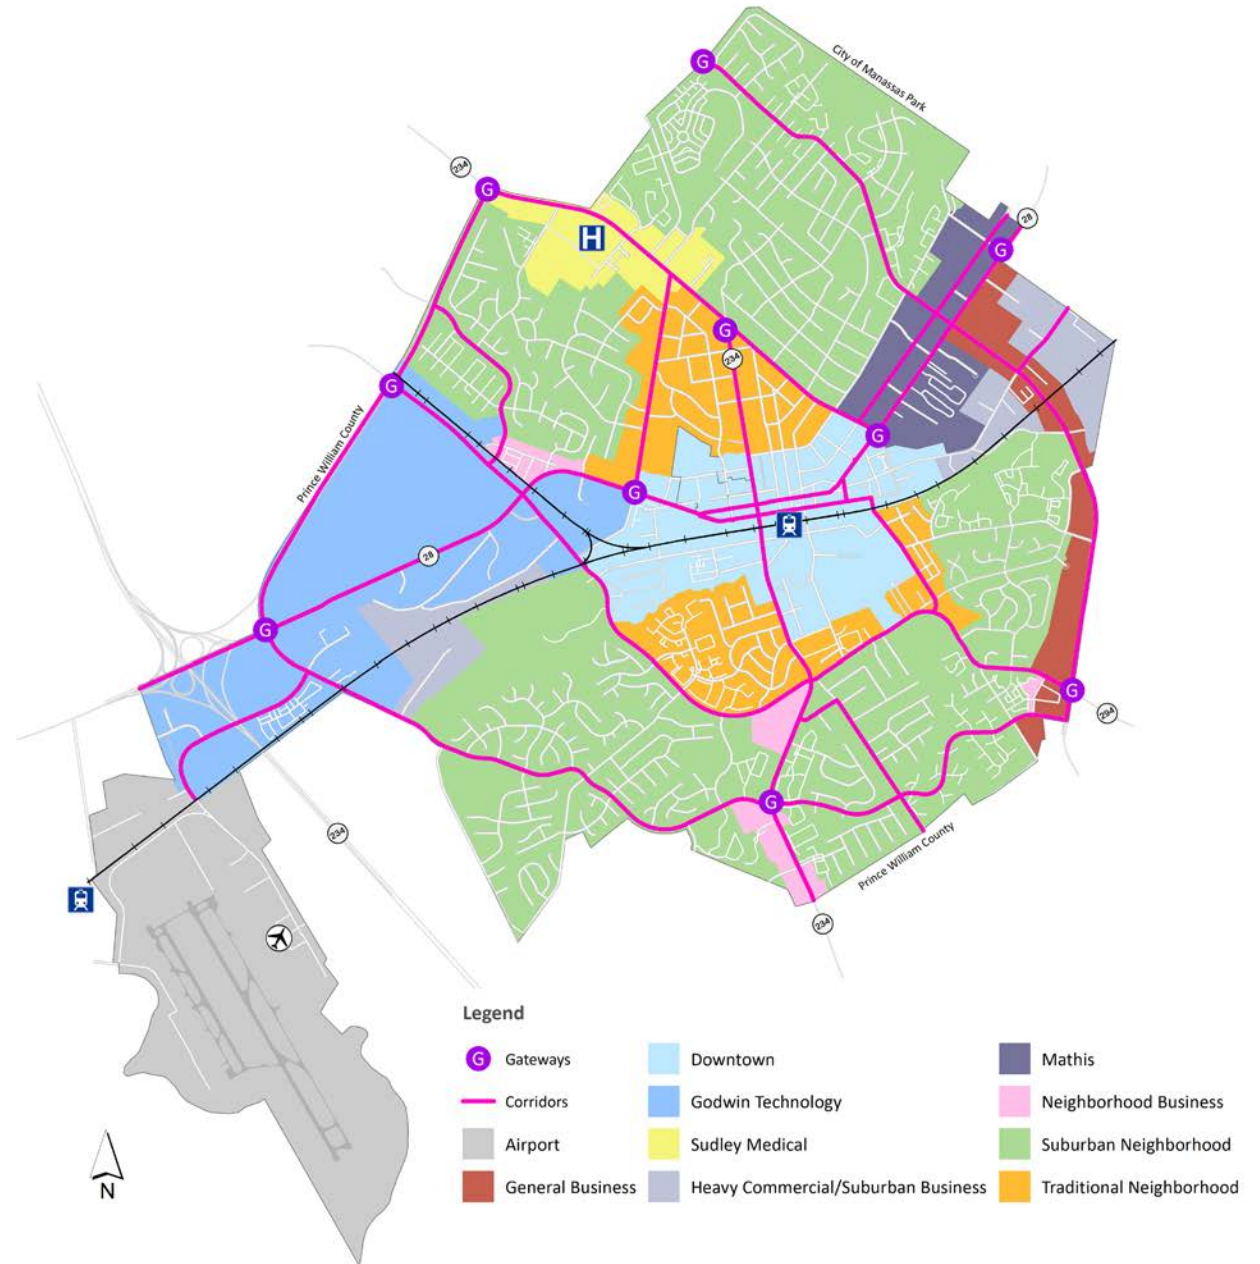 G
City of Manassas Park
234
G
28
G
H
G
234
G
G
Prince William County
G
28
G
G
294
G
234
Prince William County
234
Legend
G Gateways
Downtown
Mathis
Corridors
Godwin Technology
Neighborhood Business
Airport
Sudley Medical
Suburban Neighborhood
General Business
Heavy Commercial/Suburban Business
Traditional Neighborhood
N